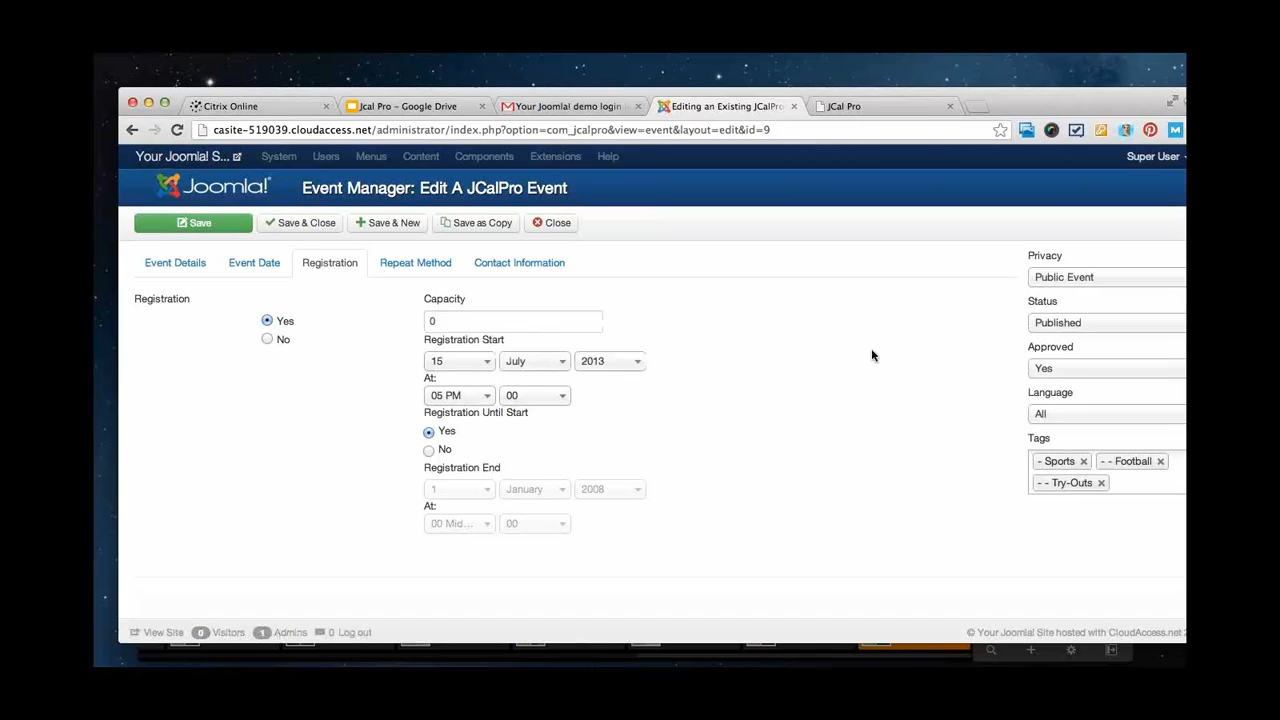 Citrix Online
Jcal Pro – Google Drive
Your Joomla! demo login
Editing an Existing JCalPro
JCal Pro
casite-519039.cloudaccess.net/administrator/index.php?option=com_jcalpro&view=event&layout=edit&id=9
Your Joomla! S... System Users Menus Content Components Extensions Help Super User
Joomla! Event Manager: Edit A JCalPro Event
Save Save & Close Save & New Save as Copy Close
Event Details Event Date Registration Repeat Method Contact Information
Registration
Yes
No
Capacity
0
Registration Start
15 July 2013
At:
05 PM 00
Registration Until Start
Yes
No
Registration End
1 January 2008
At:
00 Mid... 00
Privacy
Public Event
Status
Published
Approved
Yes
Language
All
Tags
- Sports - - Football
- - Try-Outs
View Site 0 Visitors 1 Admins 0 Log out
© Your Joomla! Site hosted with CloudAccess.net